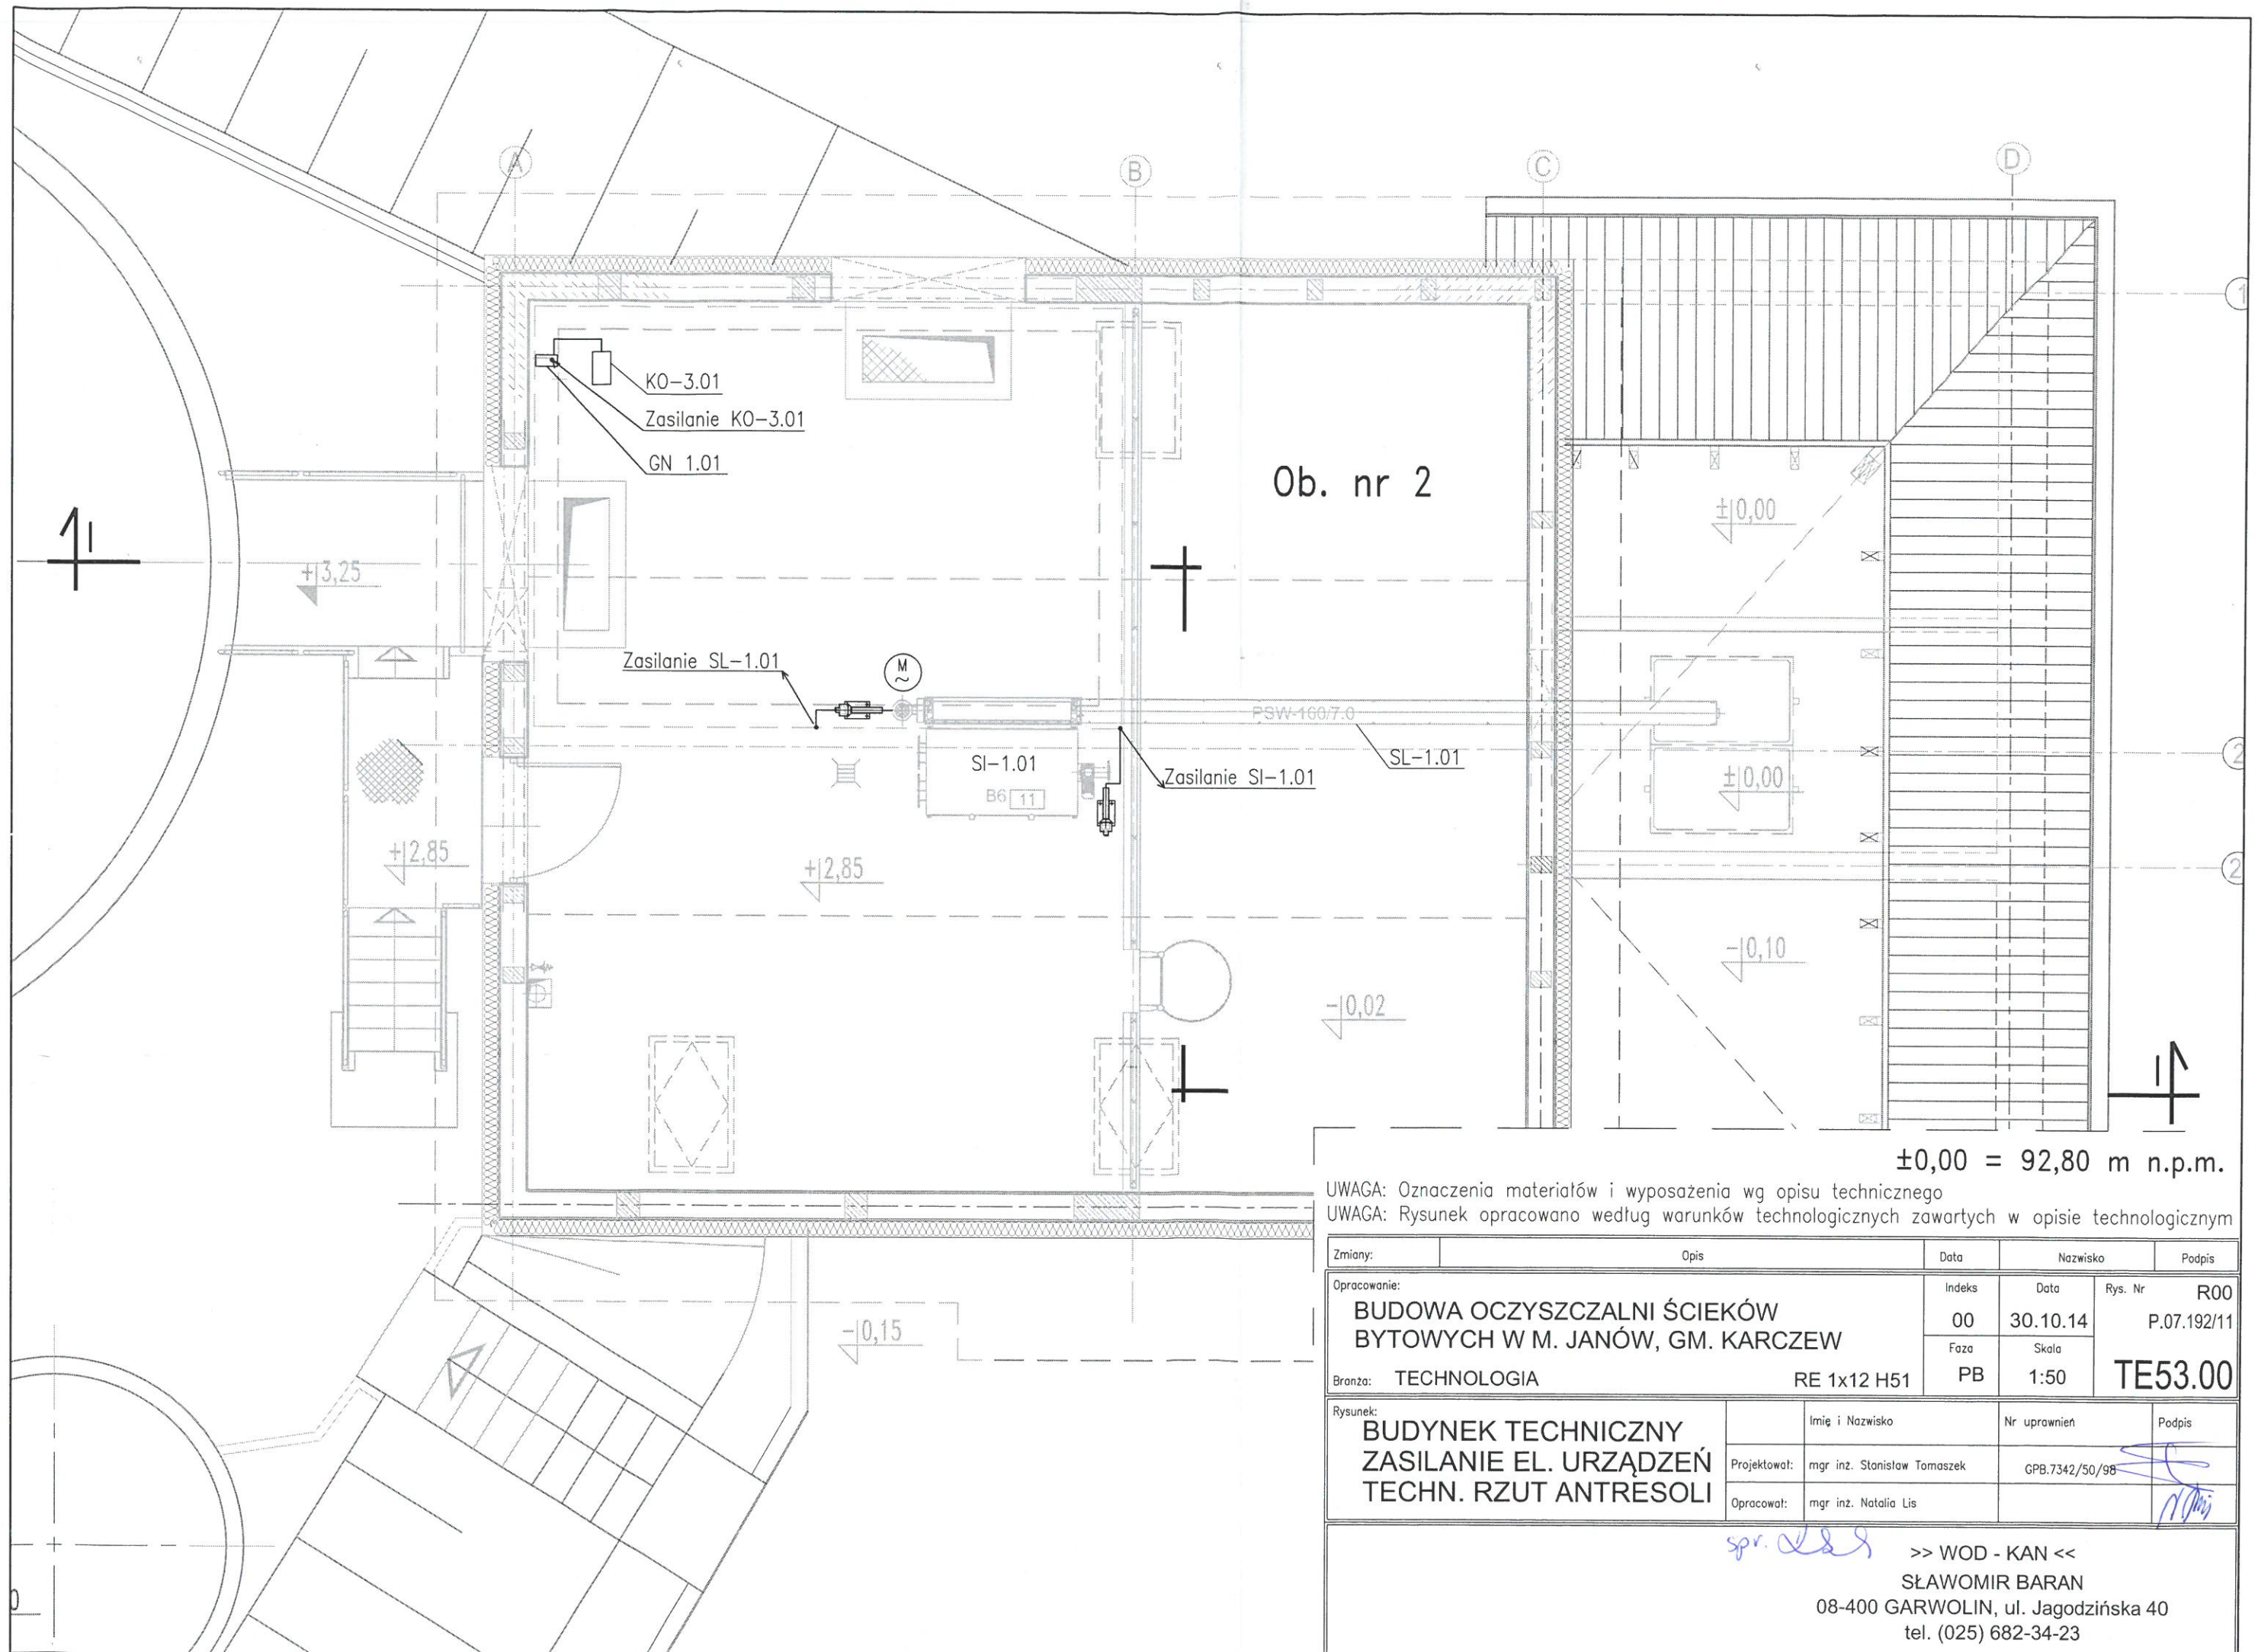 A
B
C
D
1
KO-3.01
Zasilanie KO-3.01
GN 1.01
Ob. nr 2
±0,00
+3,25
Zasilanie SL-1.01
M
~
PSW-160/7.0
SL-1.01
SI-1.01
Zasilanie SI-1.01
B6 11
±0,00
2
+2,85
+2,85
2
-0,10
-0,02
-0,15
±0,00 = 92,80 m n.p.m.
UWAGA: Oznaczenia materiałów i wyposażenia wg opisu technicznego
UWAGA: Rysunek opracowano według warunków technologicznych zawartych w opisie technologicznym
Zmiany: Opis Data Nazwisko Podpis
Opracowanie:
BUDOWA OCZYSZCZALNI ŚCIEKÓW
BYTOWYCH W M. JANÓW, GM. KARCZEW
Branża: TECHNOLOGIA RE 1x12 H51
Indeks Data Rys. Nr R00
00 30.10.14 P.07.192/11
Faza Skala
PB 1:50 TE53.00
Rysunek:
BUDYNEK TECHNICZNY
ZASILANIE EL. URZĄDZEŃ
TECHN. RZUT ANTRESOLI
Imię i Nazwisko Nr uprawnień Podpis
Projektował: mgr inż. Stanisław Tomaszek GPB.7342/50/98
Opracował: mgr inż. Natalia Lis
spr.
>> WOD - KAN <<
SŁAWOMIR BARAN
08-400 GARWOLIN, ul. Jagodzińska 40
tel. (025) 682-34-23